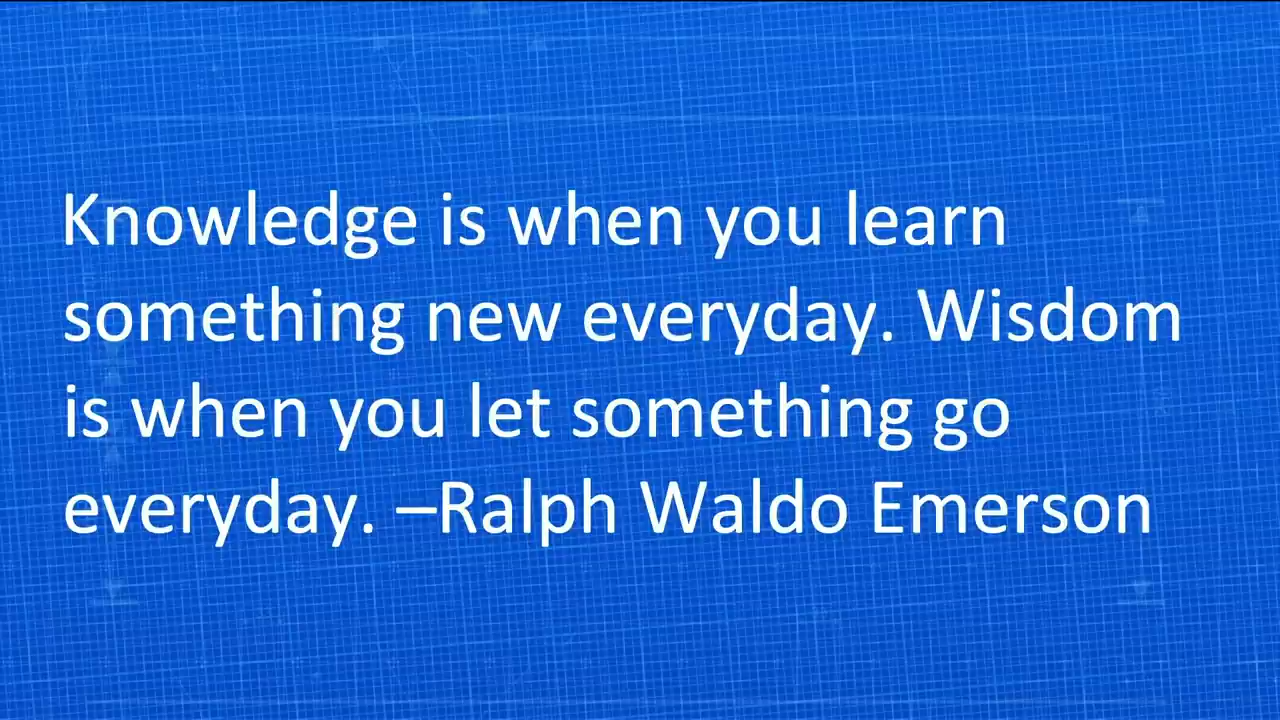 Knowledge is when you learn
something new everyday. Wisdom
is when you let something go
everyday. –Ralph Waldo Emerson